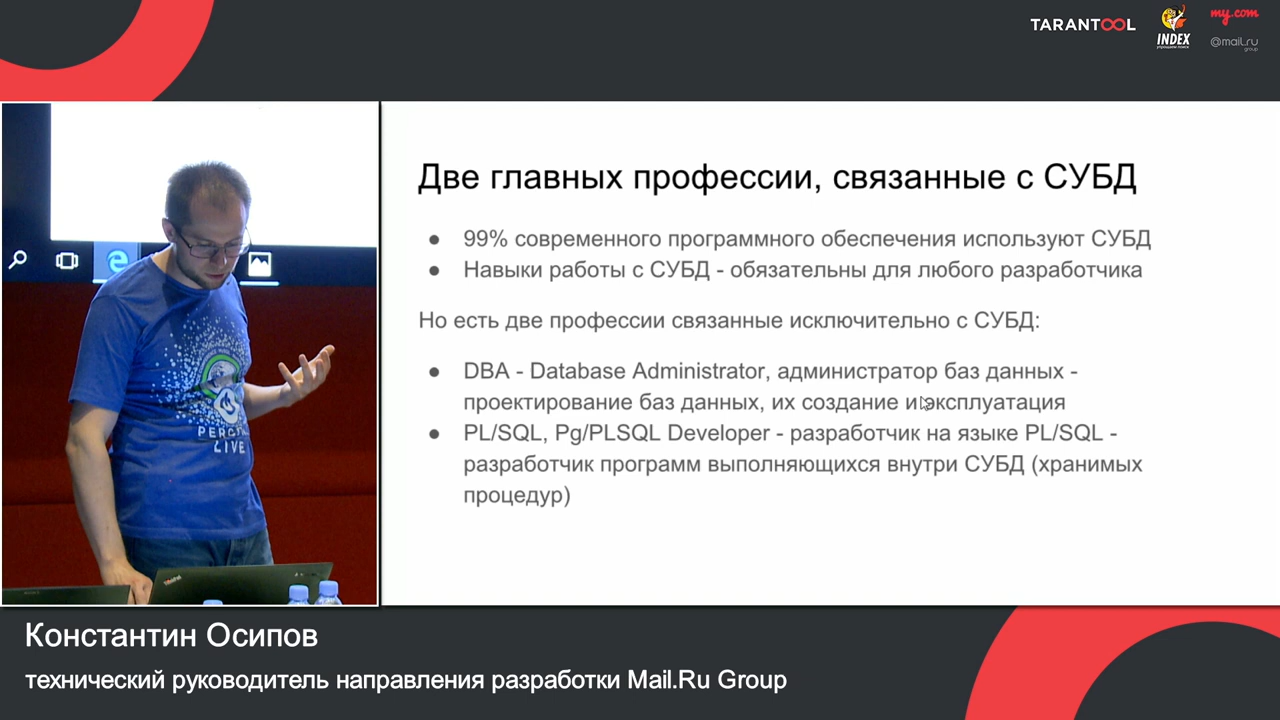 TARANTOOL
INDEX
my.com
@mail.ru
group
Две главных профессии, связанные с СУБД
● 99% современного программного обеспечения используют СУБД
● Навыки работы с СУБД - обязательны для любого разработчика
Но есть две профессии связанные исключительно с СУБД:
● DBA - Database Administrator, администратор баз данных -
проектирование баз данных, их создание и эксплуатация
● PL/SQL, Pg/PLSQL Developer - разработчик на языке PL/SQL -
разработчик программ выполняющихся внутри СУБД (хранимых
процедур)
LIVE
ThinkPad
Константин Осипов
технический руководитель направления разработки Mail.Ru Group